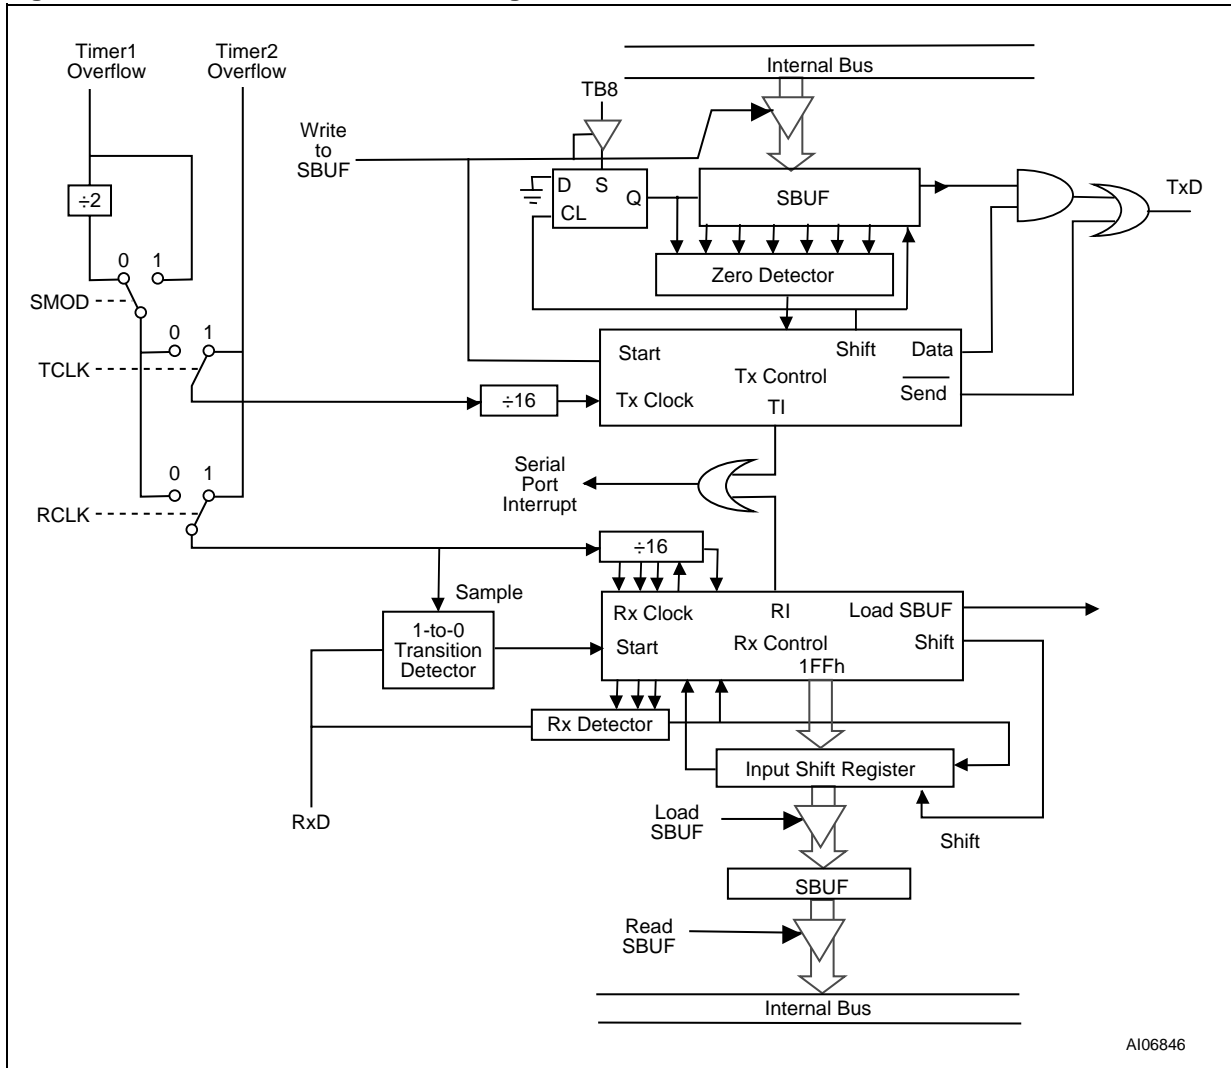 Timer1
Overflow
Timer2
Overflow
Internal Bus
TB8
Write
to
SBUF
÷2
D
S
Q
CL
SBUF
TxD
0
1
Zero Detector
SMOD
0
1
Start
Shift
Data
TCLK
Tx Control
Send
÷16
Tx Clock
TI
0
1
Serial
Port
Interrupt
RCLK
÷16
Sample
Rx Clock
RI
Load SBUF
1-to-0
Transition
Detector
Start
Rx Control
Shift
1FFh
Rx Detector
Input Shift Register
RxD
Load
SBUF
Shift
SBUF
Read
SBUF
Internal Bus
AI06846